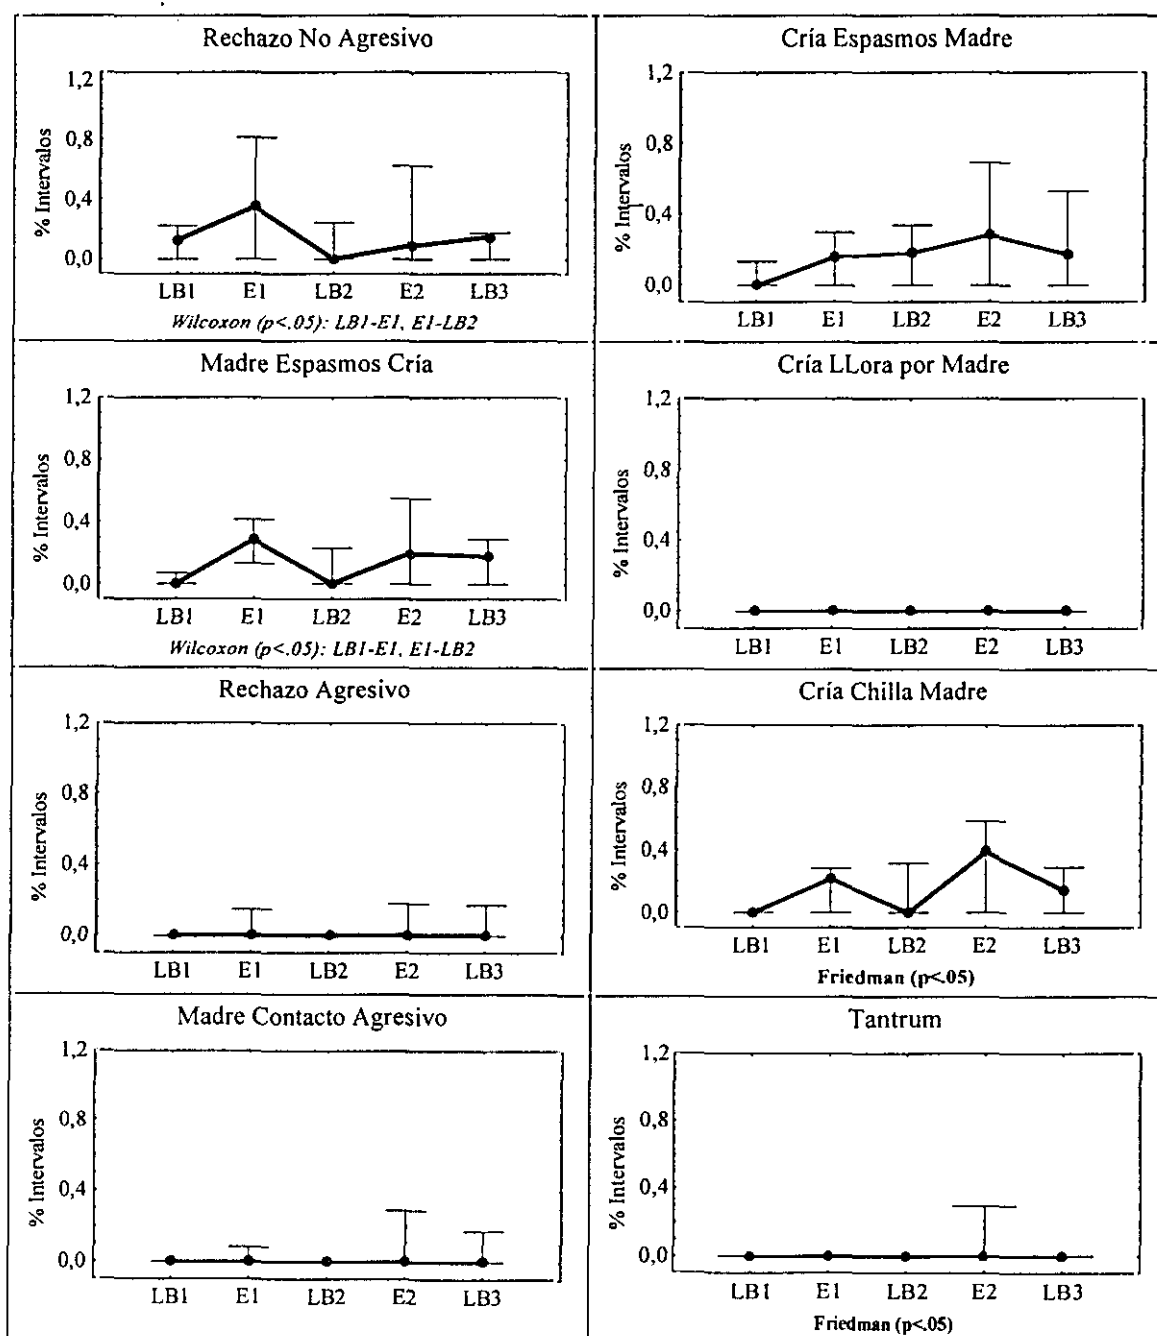 Rechazo No Agresivo
% Intervalos
1,2
0,8
0,4
0,0
LB1 E1 LB2 E2 LB3
Wilcoxon (p<.05): LB1-E1, E1-LB2
Cría Espasmos Madre
% Intervalos
1,2
0,8
0,4
0,0
LB1 E1 LB2 E2 LB3
Madre Espasmos Cría
% Intervalos
1,2
0,8
0,4
0,0
LB1 E1 LB2 E2 LB3
Wilcoxon (p<.05): LB1-E1, E1-LB2
Cría LLora por Madre
% Intervalos
1,2
0,8
0,4
0,0
LB1 E1 LB2 E2 LB3
Rechazo Agresivo
% Intervalos
1,2
0,8
0,4
0,0
LB1 E1 LB2 E2 LB3
Cría Chilla Madre
% Intervalos
1,2
0,8
0,4
0,0
LB1 E1 LB2 E2 LB3
Friedman (p<.05)
Madre Contacto Agresivo
% Intervalos
1,2
0,8
0,4
0,0
LB1 E1 LB2 E2 LB3
Tantrum
% Intervalos
1,2
0,8
0,4
0,0
LB1 E1 LB2 E2 LB3
Friedman (p<.05)